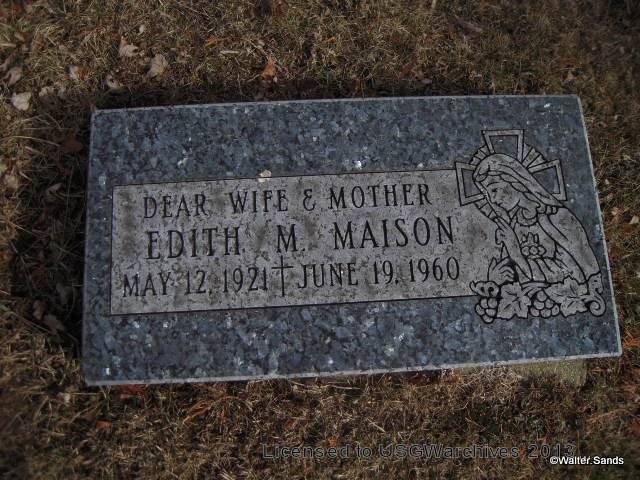 DEAR WIFE & MOTHER
EDITH M. MAISON
MAY 12, 1921 † JUNE 19, 1960
Licensed to USGWarchives 2013
©Walter.Sands